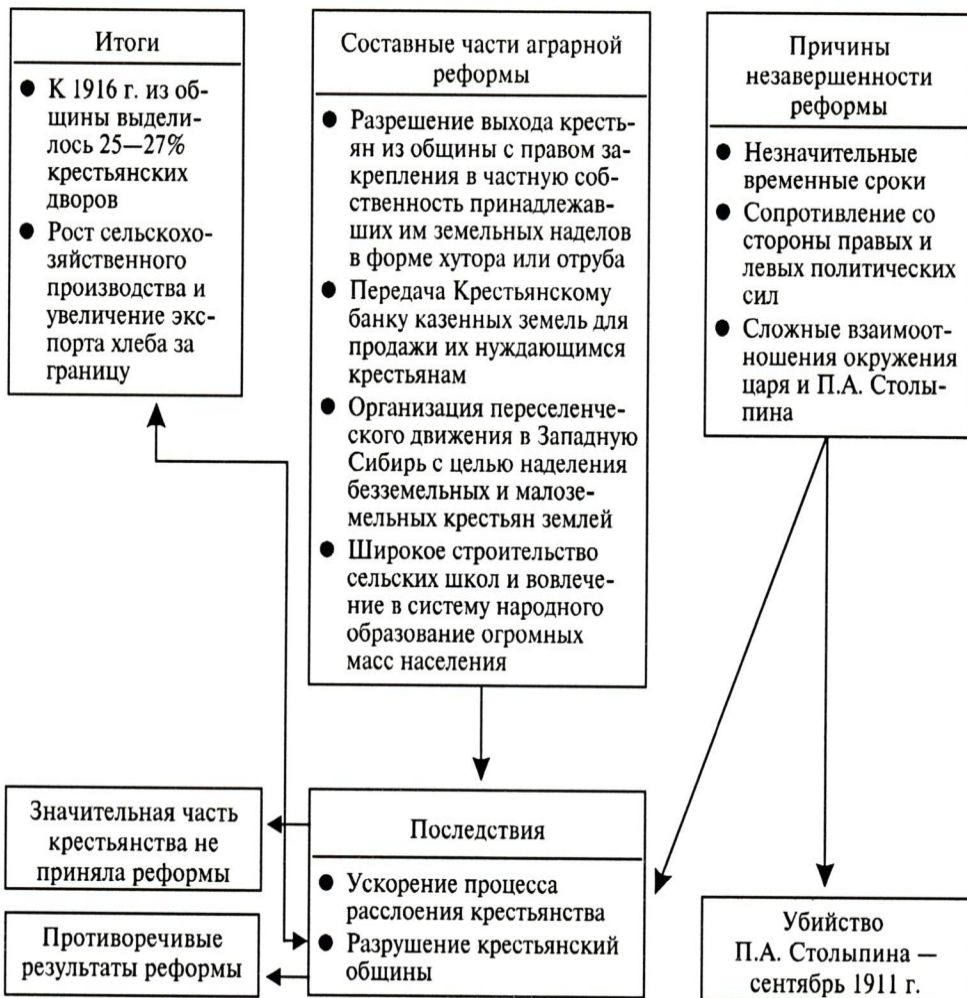 Итоги
● К 1916 г. из об-
щины выдели-
лось 25—27%
крестьянских
дворов
● Рост сельскохо-
зяйственного
производства и
увеличение экс-
порта хлеба за
границу
Составные части аграрной
реформы
● Разрешение выхода кресть-
ян из общины с правом за-
крепления в частную соб-
ственность принадлежав-
ших им земельных наделов
в форме хутора или отруба
● Передача Крестьянскому
банку казенных земель для
продажи их нуждающимся
крестьянам
● Организация переселенче-
ского движения в Западную
Сибирь с целью наделения
безземельных и малозе-
мельных крестьян землей
● Широкое строительство
сельских школ и вовлече-
ние в систему народного
образование огромных
масс населения
Причины
незавершенности
реформы
● Незначительные
временные сроки
● Сопротивление со
стороны правых и
левых политических
сил
● Сложные взаимоот-
ношения окружения
царя и П.А. Столы-
пина
Значительная часть
крестьянства не
приняла реформы
Противоречивые
результаты реформы
Последствия
● Ускорение процесса
расслоения крестьянства
● Разрушение крестьянский
общины
Убийство
П.А. Столыпина —
сентябрь 1911 г.